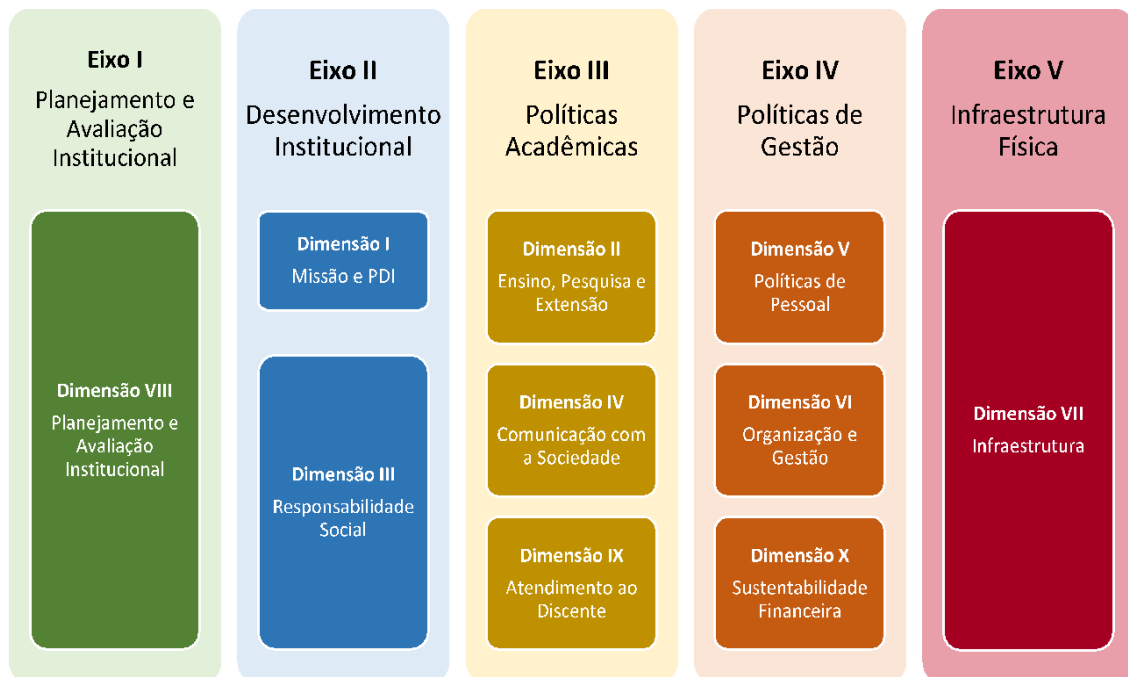 Eixo I
Planejamento e
Avaliação
Institucional
Dimensão VIII
Planejamento e
Avaliação
Institucional
Eixo II
Desenvolvimento
Institucional
Dimensão I
Missão e PDI
Dimensão III
Responsabilidade
Social
Eixo III
Políticas
Acadêmicas
Dimensão II
Ensino, Pesquisa e
Extensão
Dimensão IV
Comunicação com
a Sociedade
Dimensão IX
Atendimento ao
Discente
Eixo IV
Políticas de
Gestão
Dimensão V
Políticas de
Pessoal
Dimensão VI
Organização e
Gestão
Dimensão X
Sustentabilidade
Financeira
Eixo V
Infraestrutura
Física
Dimensão VII
Infraestrutura